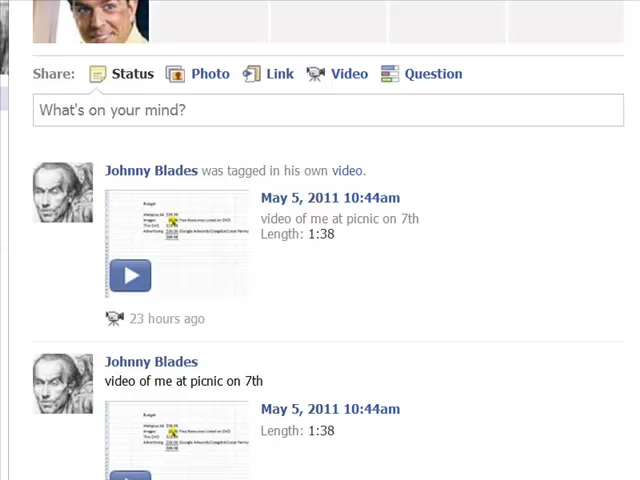 Share: Status Photo Link Video Question
What's on your mind?
Johnny Blades was tagged in his own video.
May 5, 2011 10:44am
video of me at picnic on 7th
Length: 1:38
23 hours ago
Johnny Blades
video of me at picnic on 7th
May 5, 2011 10:44am
Length: 1:38